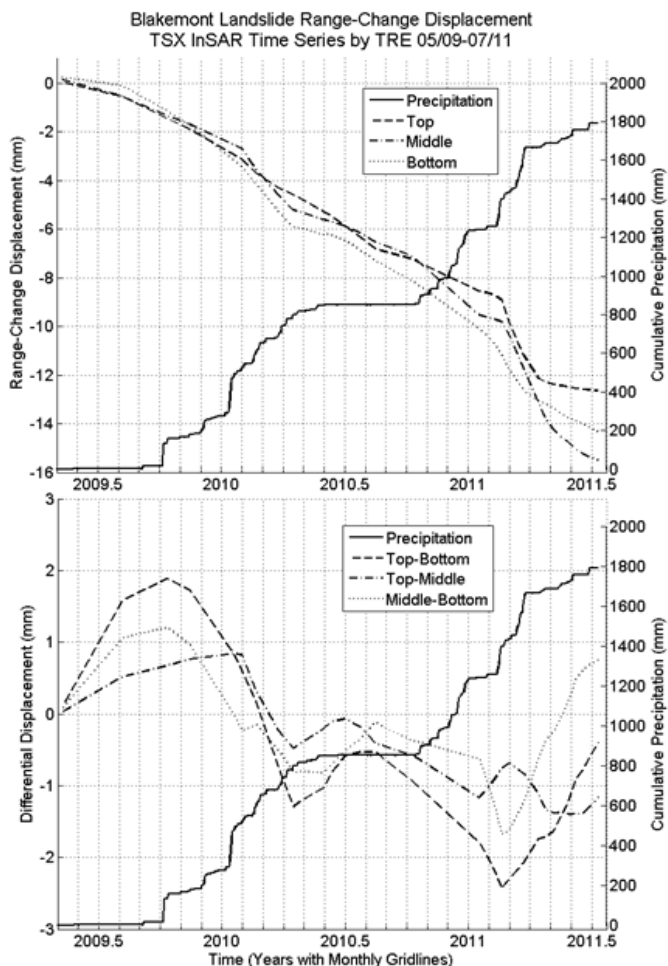 Blakemont Landslide Range-Change Displacement
TSX InSAR Time Series by TRE 05/09-07/11
0
-2
-4
-6
-8
-10
-12
-14
-16
Range-Change Displacement (mm)
Precipitation
Top
Middle
Bottom
2000
1800
1600
1400
1200
1000
800
600
400
200
0
Cumulative Precipitation (mm)
2009.5 2010 2010.5 2011 2011.5
3
2
1
0
-1
-2
-3
Differential Displacement (mm)
Precipitation
Top-Bottom
Top-Middle
Middle-Bottom
2000
1800
1600
1400
1200
1000
800
600
400
200
0
Cumulative Precipitation (mm)
2009.5 2010 2010.5 2011 2011.5
Time (Years with Monthly Gridlines)